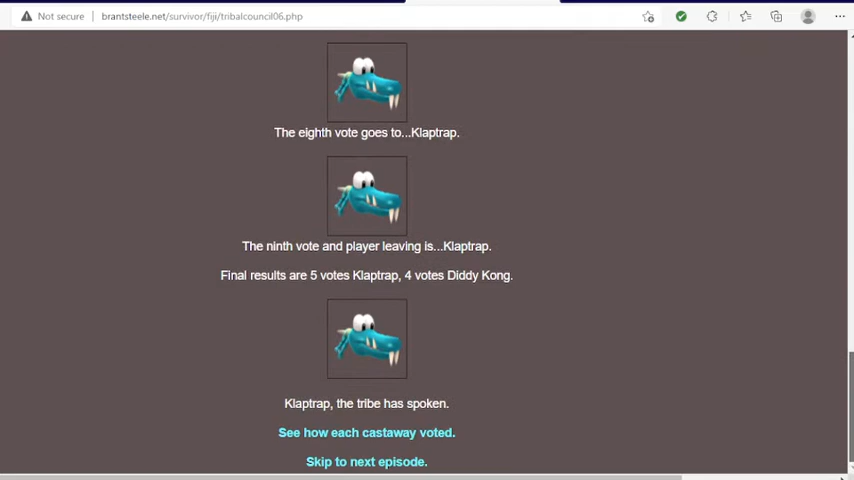 Not secure
brantsteele.net/survivor/fiji/tribalcouncil06.php
The eighth vote goes to...Klaptrap.
The ninth vote and player leaving is...Klaptrap.
Final results are 5 votes Klaptrap, 4 votes Diddy Kong.
Klaptrap, the tribe has spoken.
See how each castaway voted.
Skip to next episode.